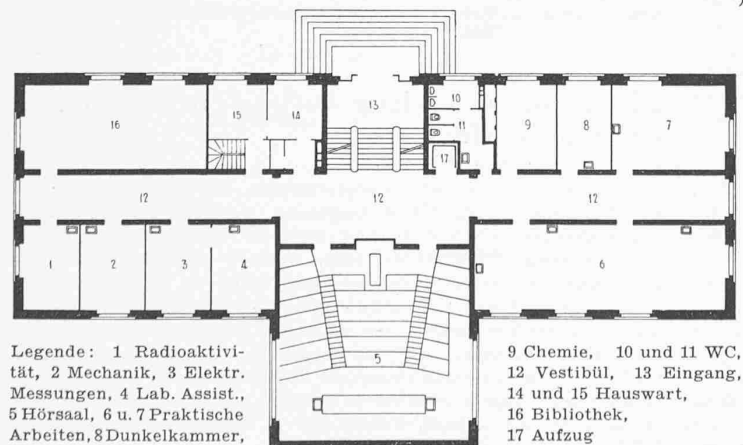 )
13
10
16 15 14 9 8 7
11
17
12 12 12
1 2 3 4 6
5
Legende: 1 Radioaktivi-
tät, 2 Mechanik, 3 Elektr.
Messungen, 4 Lab. Assist.,
5 Hörsaal, 6 u. 7 Praktische
Arbeiten, 8 Dunkelkammer,
9 Chemie, 10 und 11 WC,
12 Vestibül, 13 Eingang,
14 und 15 Hauswart,
16 Bibliothek,
17 Aufzug